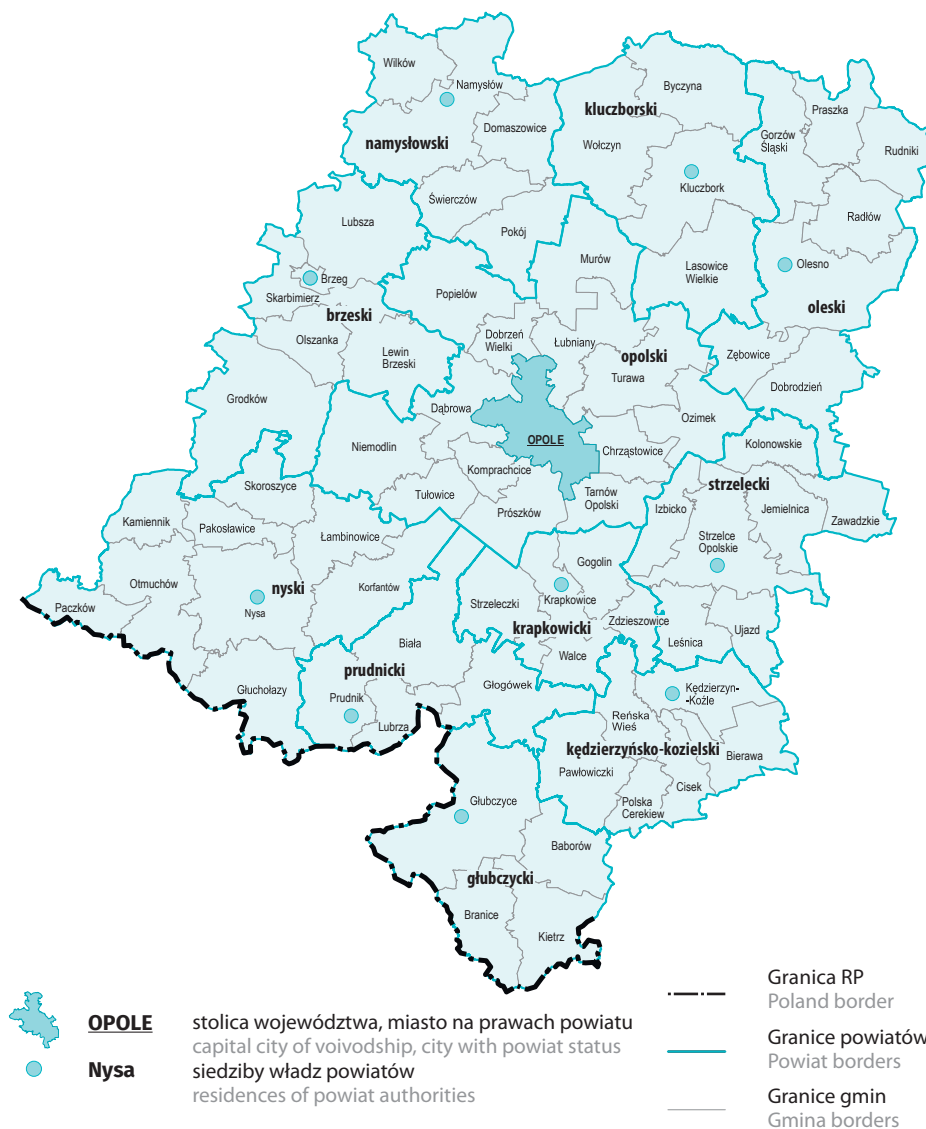 Wilków
Namysłów
namysłowski
Domaszowice
Świerczów
Pokój
Byczyna
kluczborski
Wołczyn
Kluczbork
Lasowice
Wielkie
Praszka
Gorzów
Śląski
Rudniki
Radłów
Olesno
oleski
Zębowice
Dobrodzień
Lubsza
Brzeg
Skarbimierz
brzeski
Olszanka
Lewin
Brzeski
Grodków
Murów
Popielów
Dobrzeń
Wielki
Łubniany
opolski
Turawa
Ozimek
Dąbrowa
OPOLE
Chrząstowice
Niemodlin
Komprachcice
Tułowice
Prószków
Tarnów
Opolski
Kolonowskie
strzelecki
Izbicko
Jemielnica
Zawadzkie
Strzelce
Opolskie
Leśnica
Ujazd
Skoroszyce
Kamiennik
Pakosławice
Łambinowice
Otmuchów
nyski
Korfantów
Paczków
Nysa
Głuchołazy
Gogolin
Strzeleczki
Krapkowice
krapkowicki
Zdzieszowice
Walce
Biała
prudnicki
Głogówek
Prudnik
Lubrza
Kędzierzyn-
-Koźle
Reńska
Wieś
kędzierzyńsko-kozielski
Bierawa
Pawłowiczki
Cisek
Polska
Cerekiew
Głubczyce
Baborów
głubczycki
Branice
Kietrz
OPOLE
stolica województwa, miasto na prawach powiatu
capital city of voivodship, city with powiat status
Nysa
siedziby władz powiatów
residences of powiat authorities
Granica RP
Poland border
Granice powiatów
Powiat borders
Granice gmin
Gmina borders